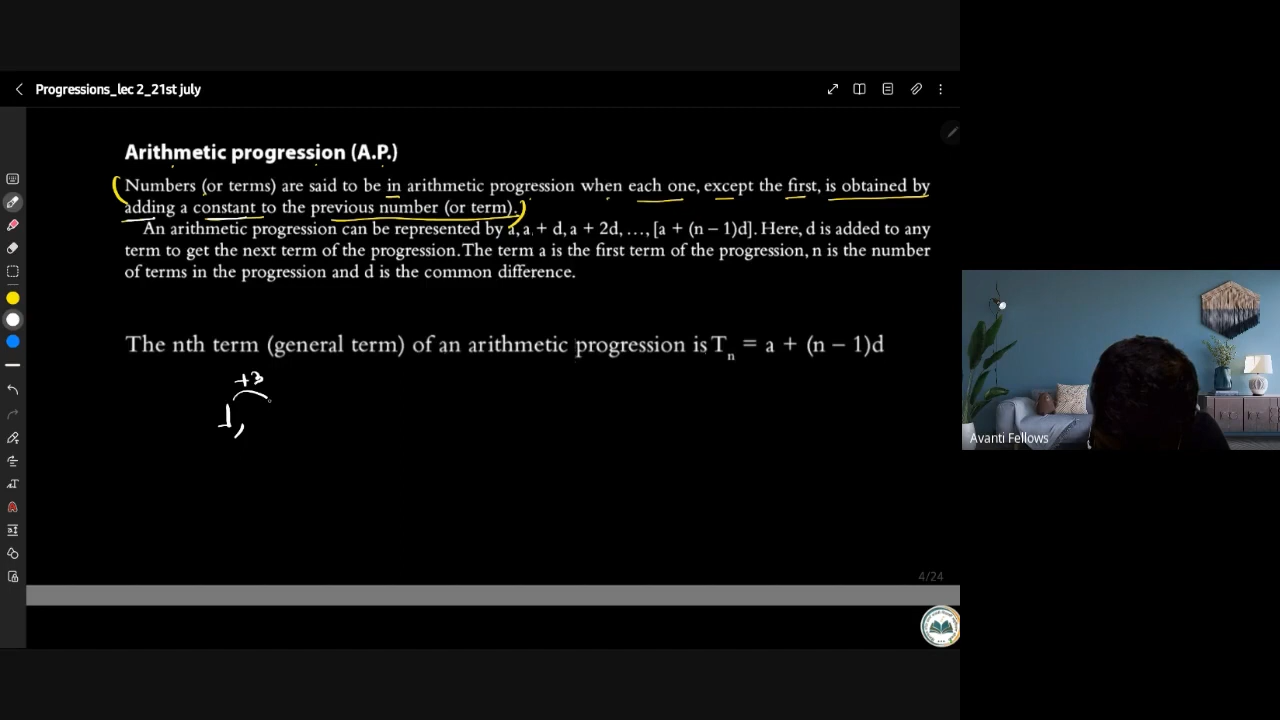 Progressions_lec 2_21st july
Arithmetic progression (A.P.)
Numbers (or terms) are said to be in arithmetic progression when each one, except the first, is obtained by
adding a constant to the previous number (or term).
An arithmetic progression can be represented by a, a + d, a + 2d, …, [a + (n – 1)d]. Here, d is added to any
term to get the next term of the progression. The term a is the first term of the progression, n is the number
of terms in the progression and d is the common difference.
The nth term (general term) of an arithmetic progression is Tₙ = a + (n – 1)d
+3
1,
4/24
Avanti Fellows